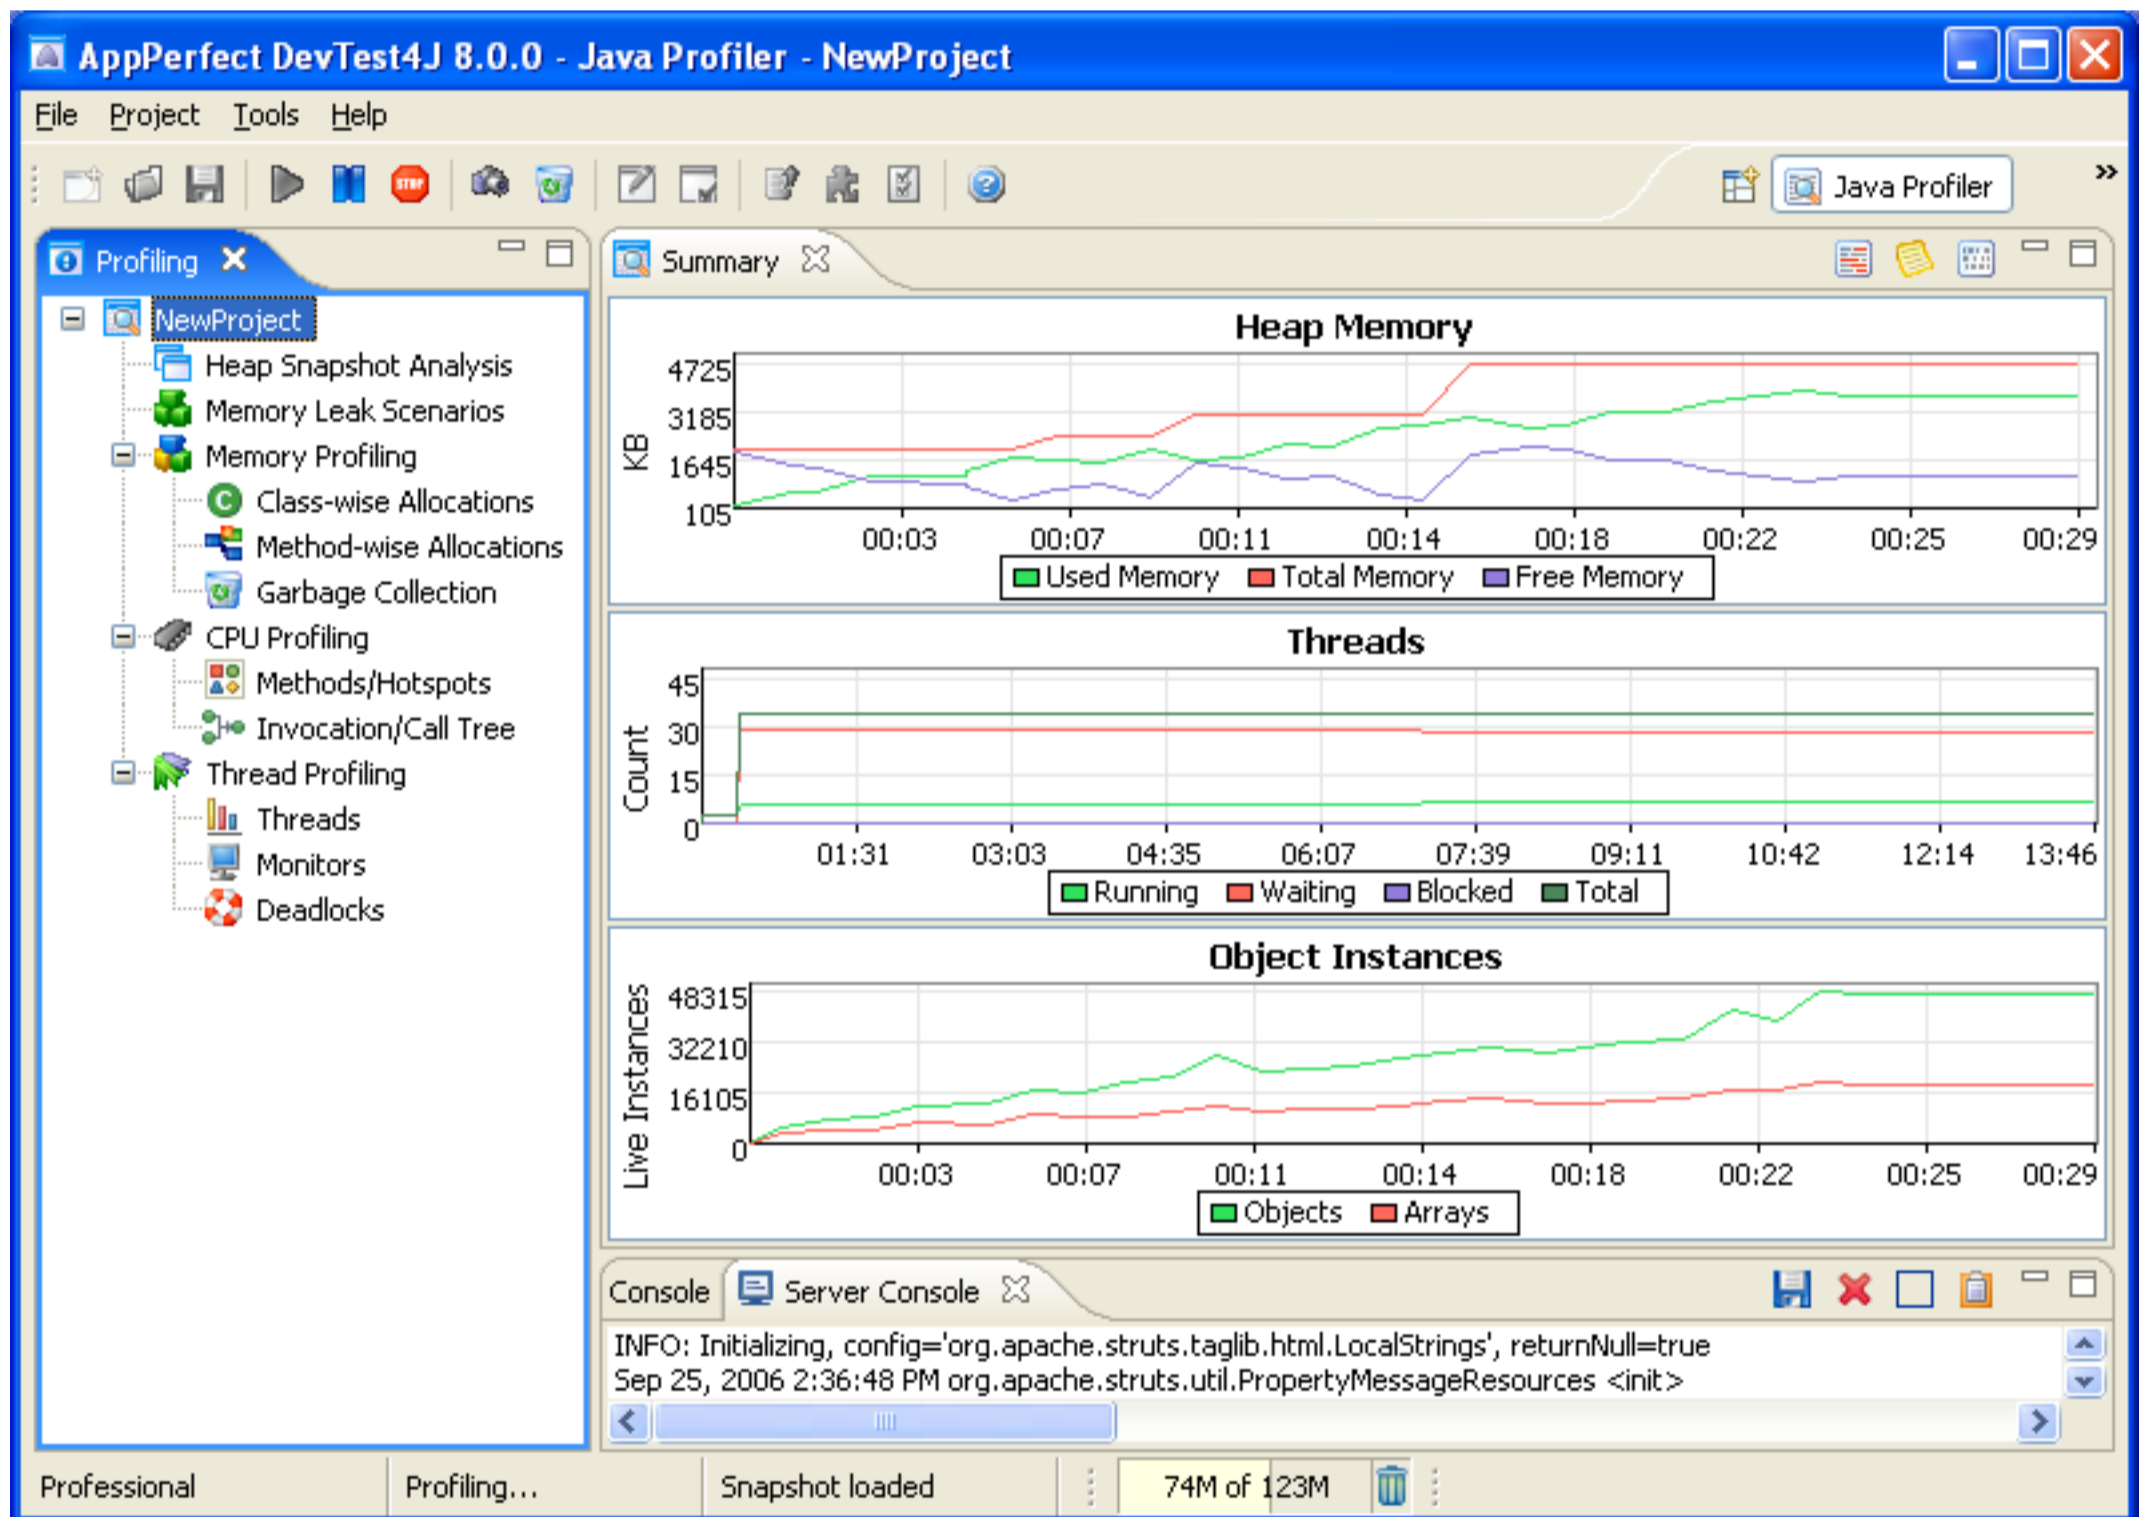 AppPerfect DevTest4J 8.0.0 - Java Profiler - NewProject
File Project Tools Help
STOP
Java Profiler
»
Profiling
NewProject
Heap Snapshot Analysis
Memory Leak Scenarios
Memory Profiling
C Class-wise Allocations
Method-wise Allocations
Garbage Collection
CPU Profiling
Methods/Hotspots
Invocation/Call Tree
Thread Profiling
Threads
Monitors
Deadlocks
Summary
Heap Memory
KB
4725
3185
1645
105
00:03 00:07 00:11 00:14 00:18 00:22 00:25 00:29
Used Memory Total Memory Free Memory
Threads
Count
45
30
15
0
01:31 03:03 04:35 06:07 07:39 09:11 10:42 12:14 13:46
Running Waiting Blocked Total
Object Instances
Live Instances
48315
32210
16105
0
00:03 00:07 00:11 00:14 00:18 00:22 00:25 00:29
Objects Arrays
Console Server Console
INFO: Initializing, config='org.apache.struts.taglib.html.LocalStrings', returnNull=true
Sep 25, 2006 2:36:48 PM org.apache.struts.util.PropertyMessageResources <init>
Professional Profiling... Snapshot loaded 74M of 123M